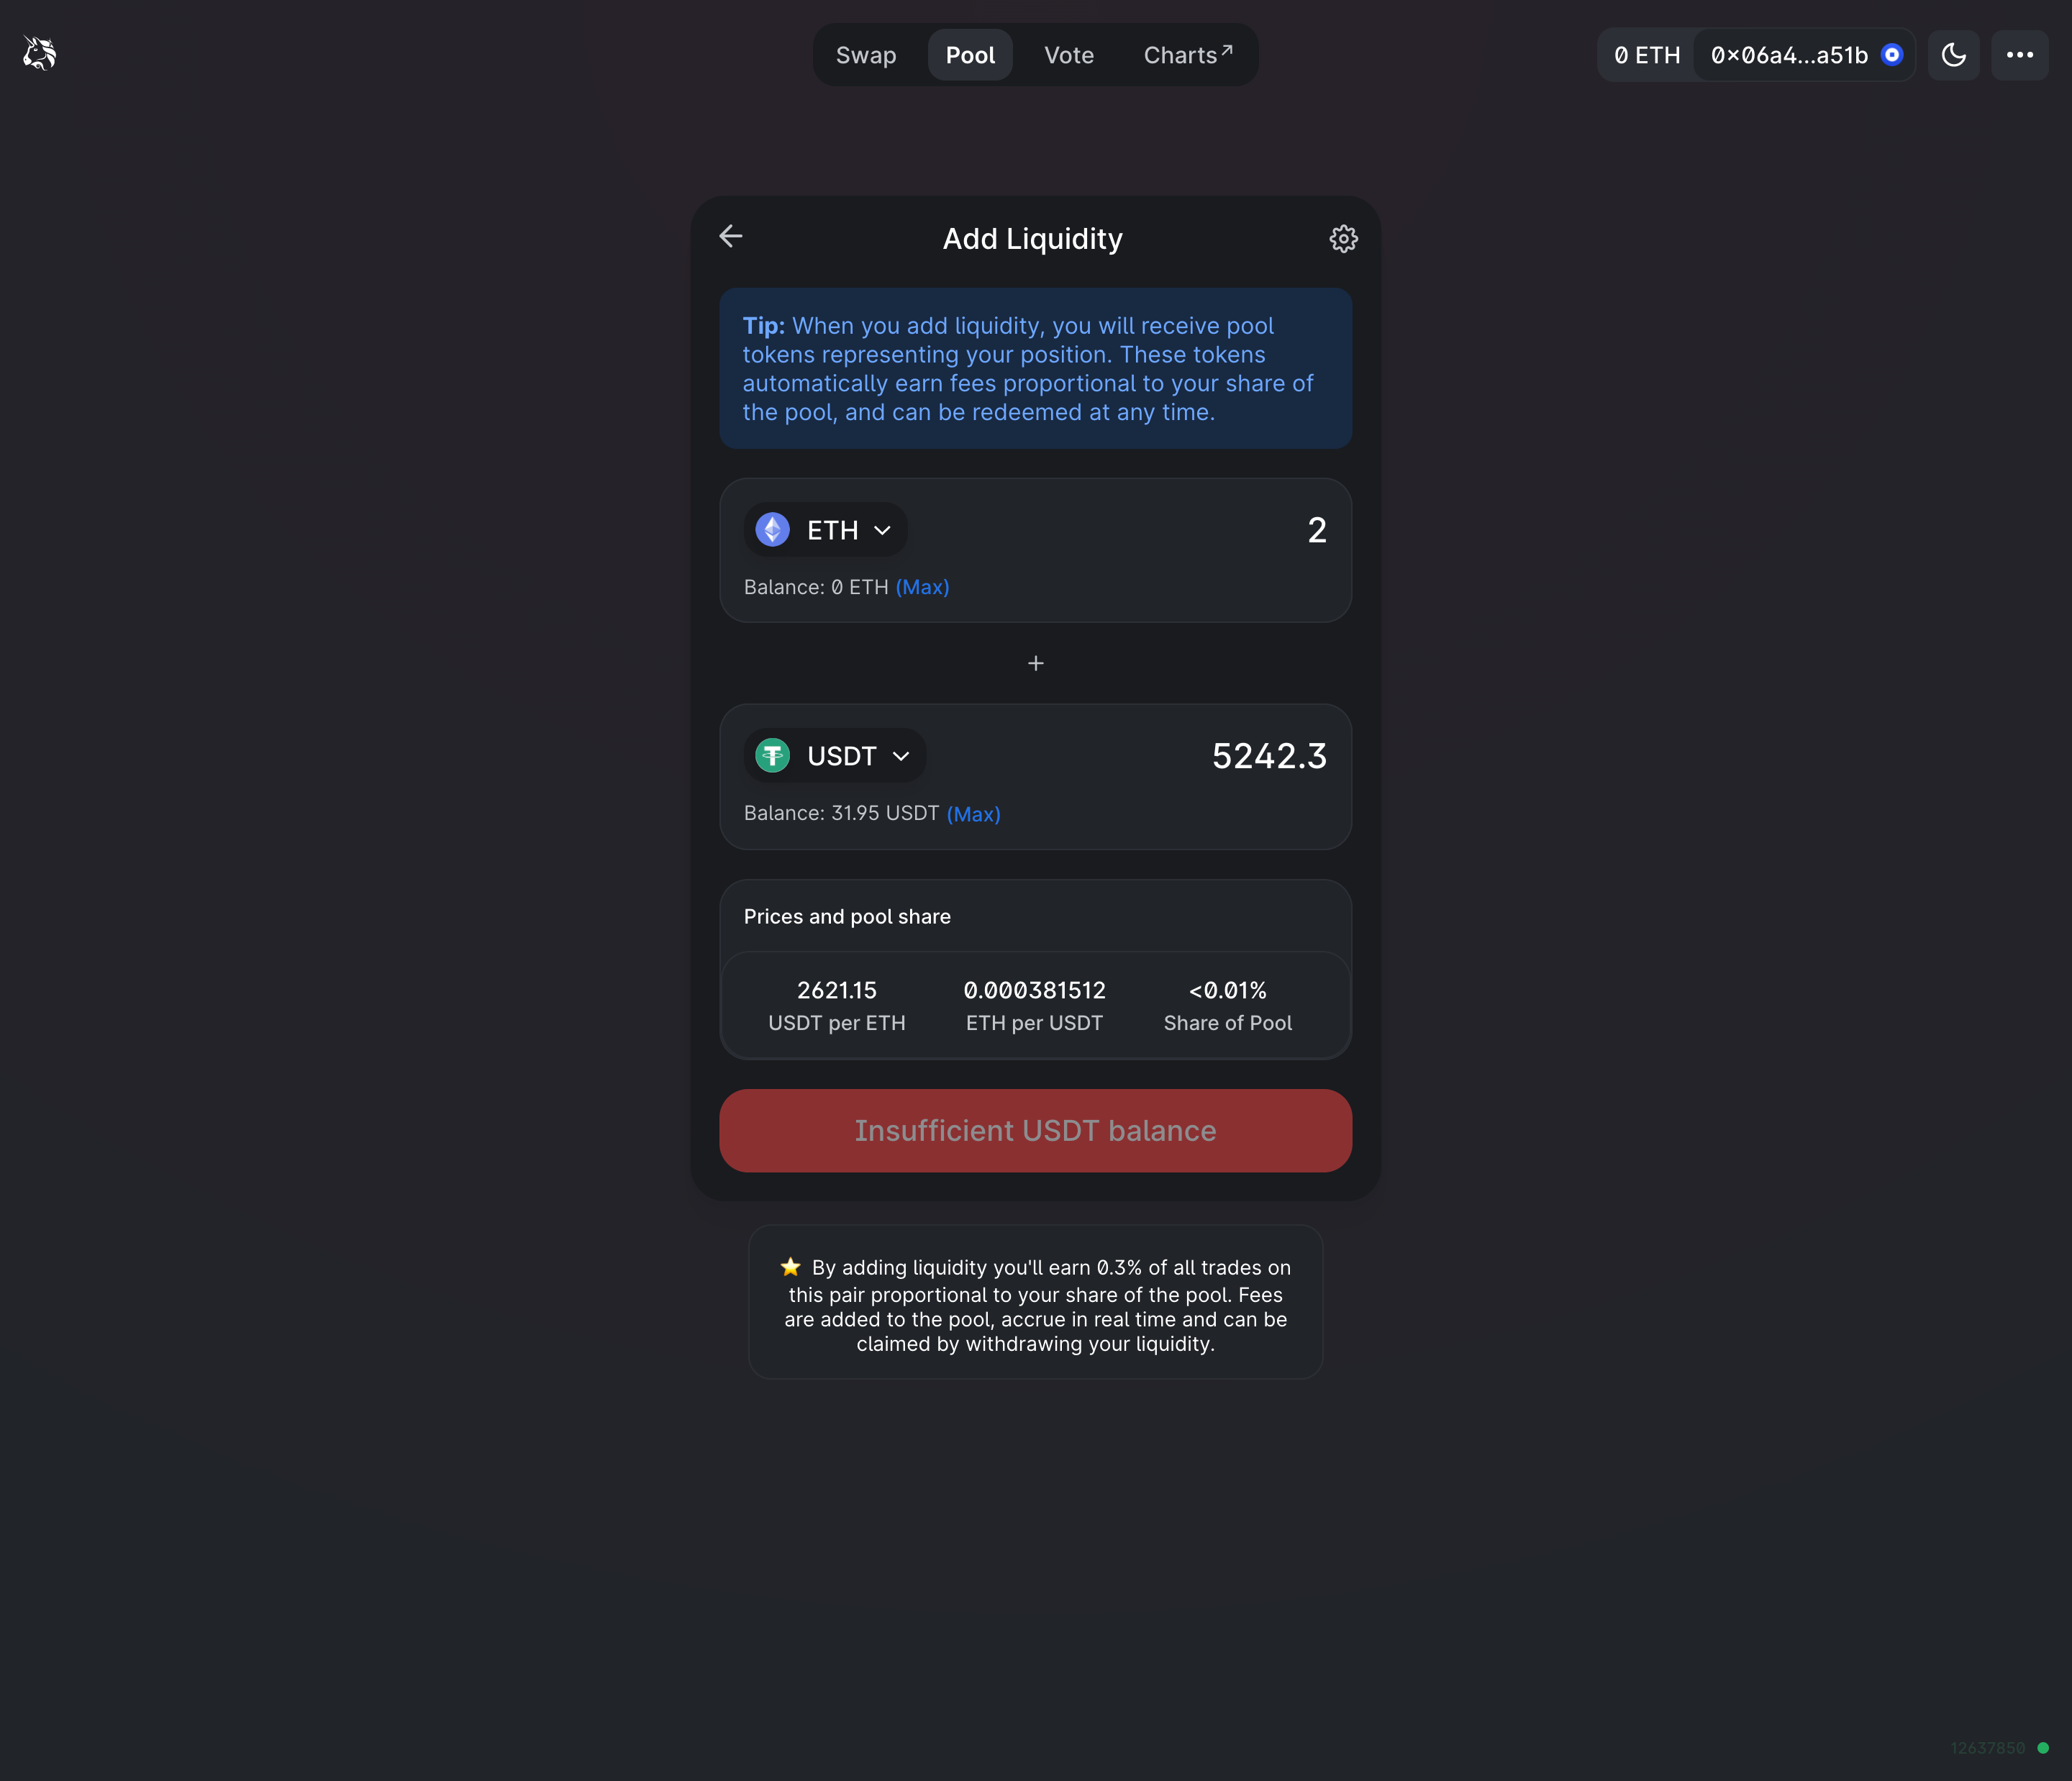 Swap Pool Vote Charts↗
0 ETH 0x06a4...a51b
Add Liquidity
Tip: When you add liquidity, you will receive pool
tokens representing your position. These tokens
automatically earn fees proportional to your share of
the pool, and can be redeemed at any time.
ETH 2
Balance: 0 ETH (Max)
+
USDT 5242.3
Balance: 31.95 USDT (Max)
Prices and pool share
2621.15 0.000381512 <0.01%
USDT per ETH ETH per USDT Share of Pool
Insufficient USDT balance
⭐ By adding liquidity you'll earn 0.3% of all trades on
this pair proportional to your share of the pool. Fees
are added to the pool, accrue in real time and can be
claimed by withdrawing your liquidity.
12637850